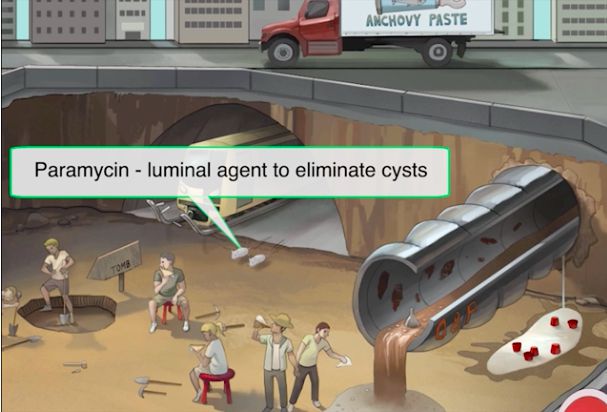 ANCHOVY PASTE
Paramycin - luminal agent to eliminate cysts
TOMB
O&P